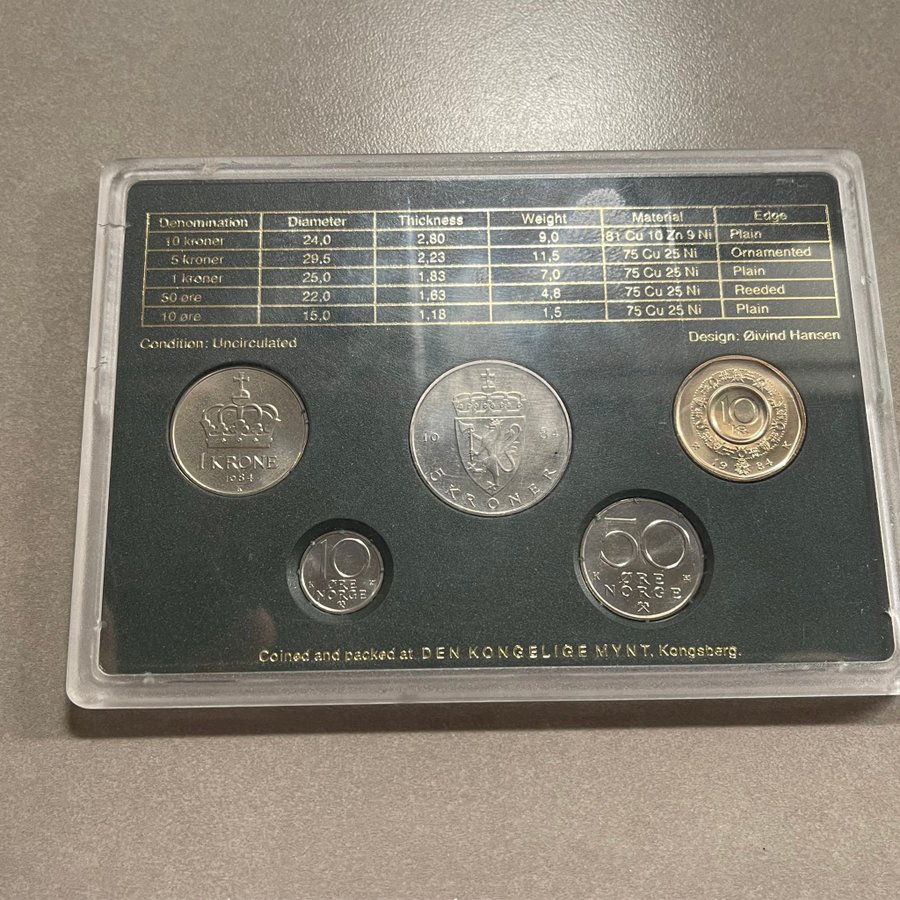 Denomination Diameter Thickness Weight Material Edge
10 kroner 24,0 2,80 9,0 81 Cu 10 Zn 9 Ni Plain
5 kroner 29,5 2,23 11,5 75 Cu 25 Ni Ornamented
1 kroner 25,0 1,83 7,0 75 Cu 25 Ni Plain
50 øre 22,0 1,63 4,8 75 Cu 25 Ni Reeded
10 øre 15,0 1,18 1,5 75 Cu 25 Ni Plain
Condition: Uncirculated Design: Øivind Hansen
1 KRONE
1984
K
19 84
5 KRONER
10
KR
K 1984 K
10
ØRE
NORGE
K
50
ØRE
NORGE
K
Coined and packed at DEN KONGELIGE MYNT, Kongsberg.